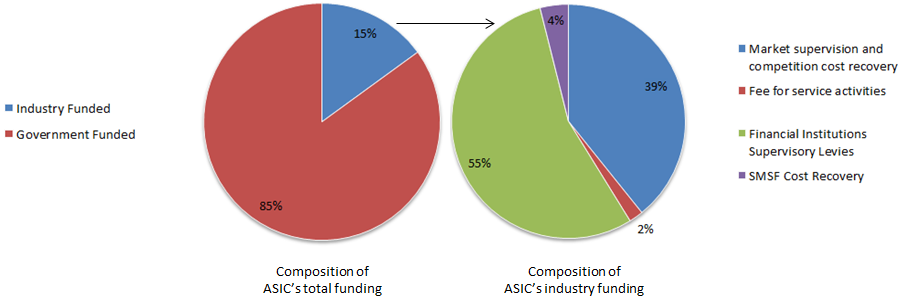 Industry Funded
Government Funded
15%
85%
Composition of
ASIC's total funding
4%
39%
55%
2%
Composition of
ASIC's industry funding
Market supervision and
competition cost recovery
Fee for service activities
Financial Institutions
Supervisory Levies
SMSF Cost Recovery